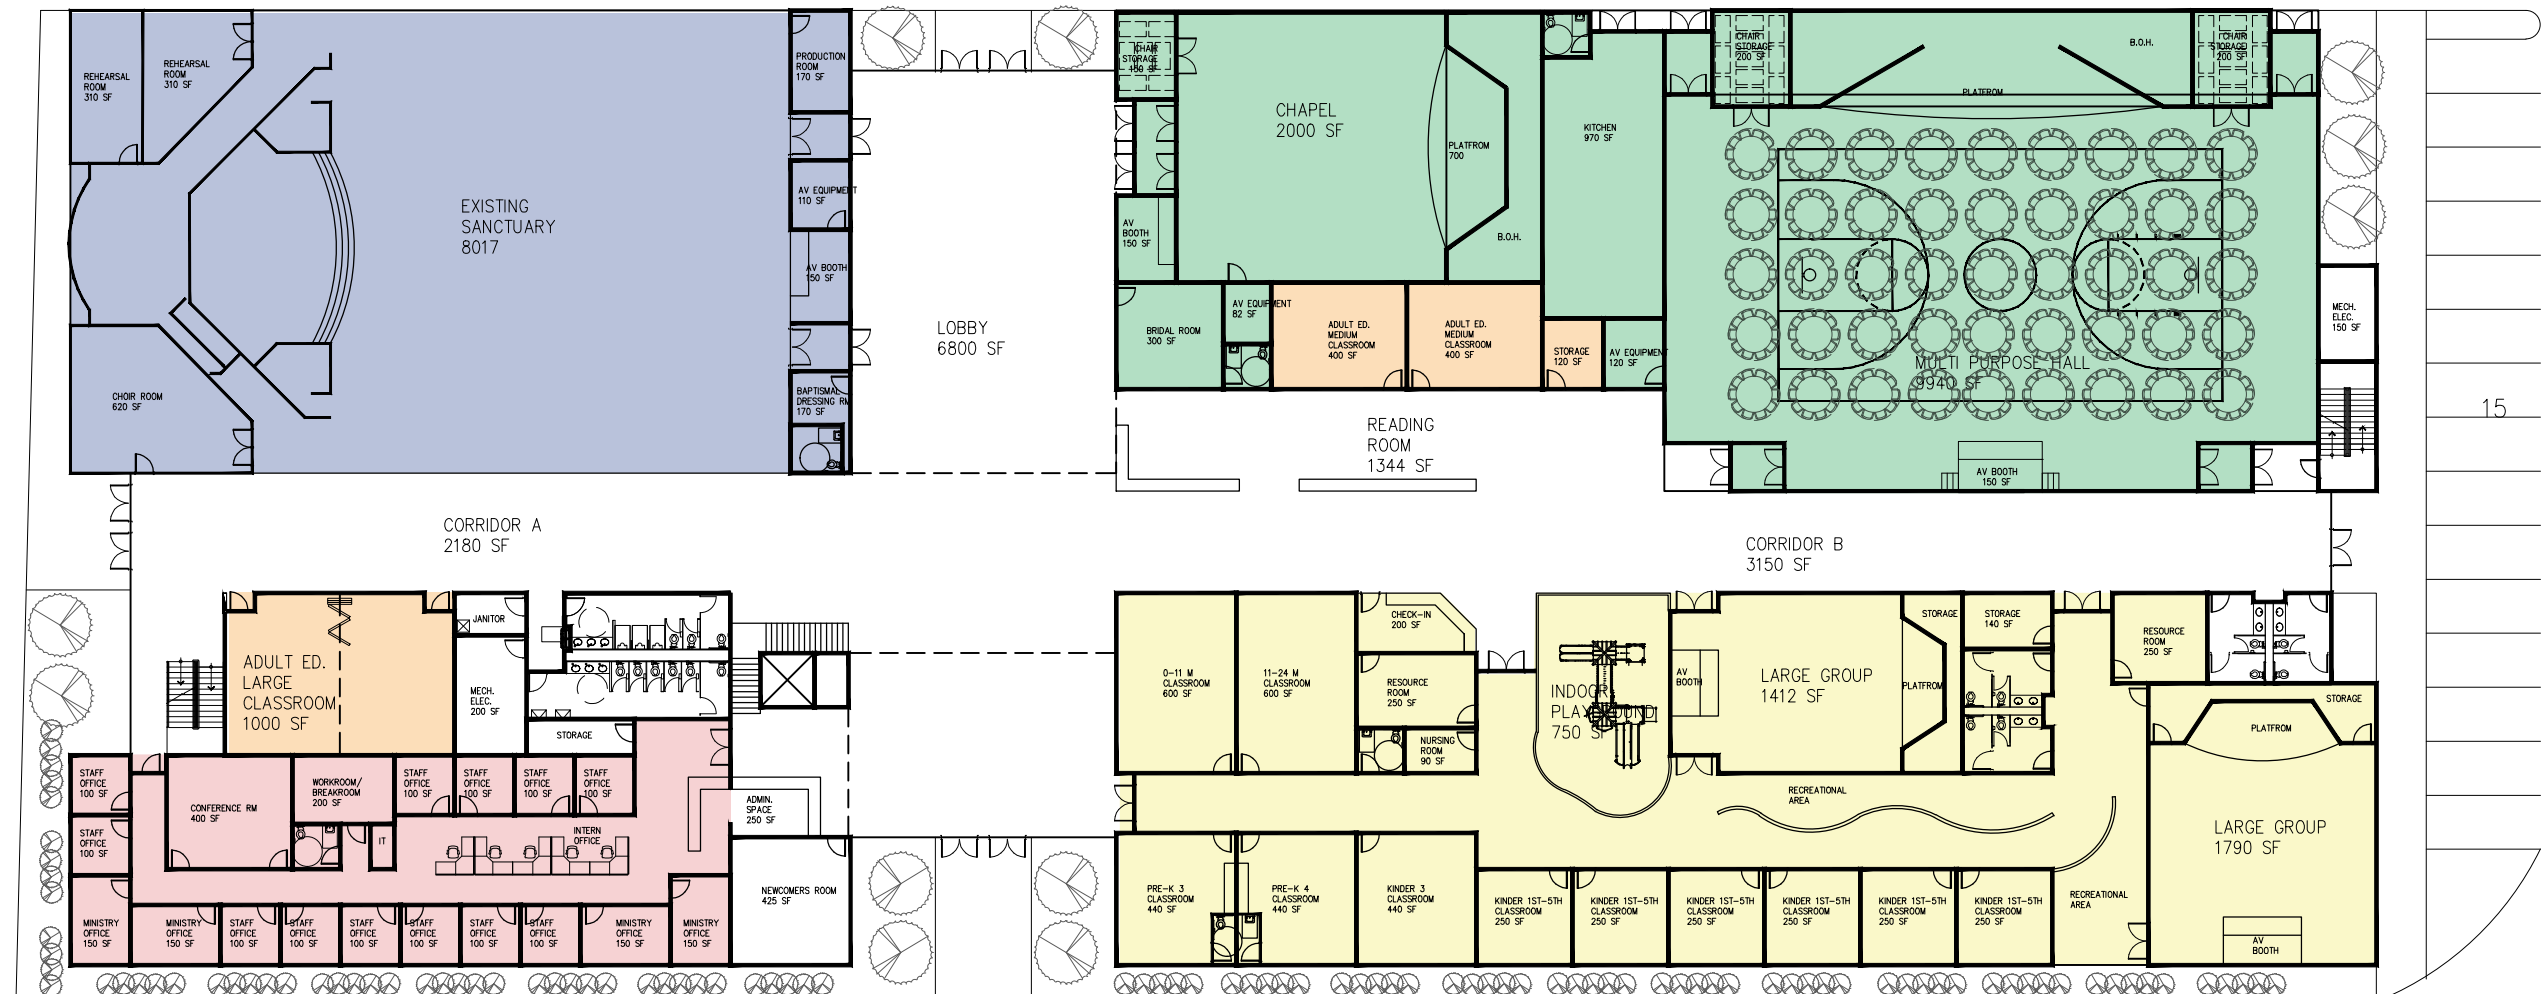 REHEARSAL
ROOM
310 SF
REHEARSAL
ROOM
310 SF
PRODUCTION
ROOM
170 SF
AV EQUIPMENT
110 SF
EXISTING
SANCTUARY
8017
AV BOOTH
150 SF
CHOIR ROOM
620 SF
BAPTISMAL
DRESSING RM
170 SF
LOBBY
6800 SF
CHAIR
STORAGE
150 SF
CHAPEL
2000 SF
PLATFROM
700
B.O.H.
AV
BOOTH
150 SF
KITCHEN
970 SF
CHAIR
STORAGE
200 SF
B.O.H.
CHAIR
STORAGE
200 SF
PLATFROM
BRIDAL ROOM
300 SF
AV EQUIPMENT
82 SF
ADULT ED.
MEDIUM
CLASSROOM
400 SF
ADULT ED.
MEDIUM
CLASSROOM
400 SF
STORAGE
120 SF
AV EQUIPMENT
120 SF
MULTI PURPOSE HALL
9940 SF
MECH.
ELEC.
150 SF
15
READING
ROOM
1344 SF
AV BOOTH
150 SF
CORRIDOR A
2180 SF
CORRIDOR B
3150 SF
ADULT ED.
LARGE
CLASSROOM
1000 SF
JANITOR
MECH.
ELEC.
200 SF
STORAGE
STAFF
OFFICE
100 SF
CONFERENCE RM
400 SF
WORKROOM/
BREAKROOM
200 SF
STAFF
OFFICE
100 SF
STAFF
OFFICE
100 SF
STAFF
OFFICE
100 SF
STAFF
OFFICE
100 SF
ADMIN.
SPACE
250 SF
STAFF
OFFICE
100 SF
IT
INTERN
OFFICE
MINISTRY
OFFICE
150 SF
MINISTRY
OFFICE
150 SF
STAFF
OFFICE
100 SF
STAFF
OFFICE
100 SF
STAFF
OFFICE
100 SF
STAFF
OFFICE
100 SF
STAFF
OFFICE
100 SF
STAFF
OFFICE
100 SF
MINISTRY
OFFICE
150 SF
MINISTRY
OFFICE
150 SF
NEWCOMERS ROOM
425 SF
0-11 M
CLASSROOM
600 SF
11-24 M
CLASSROOM
600 SF
CHECK-IN
200 SF
RESOURCE
ROOM
250 SF
NURSING
ROOM
90 SF
INDOOR
PLAYGROUND
750 SF
AV
BOOTH
LARGE GROUP
1412 SF
STORAGE
PLATFROM
STORAGE
140 SF
RESOURCE
ROOM
250 SF
STORAGE
PLATFROM
RECREATIONAL
AREA
LARGE GROUP
1790 SF
PRE-K 3
CLASSROOM
440 SF
PRE-K 4
CLASSROOM
440 SF
KINDER 3
CLASSROOM
440 SF
KINDER 1ST-5TH
CLASSROOM
250 SF
KINDER 1ST-5TH
CLASSROOM
250 SF
KINDER 1ST-5TH
CLASSROOM
250 SF
KINDER 1ST-5TH
CLASSROOM
250 SF
KINDER 1ST-5TH
CLASSROOM
250 SF
KINDER 1ST-5TH
CLASSROOM
250 SF
RECREATIONAL
AREA
AV
BOOTH